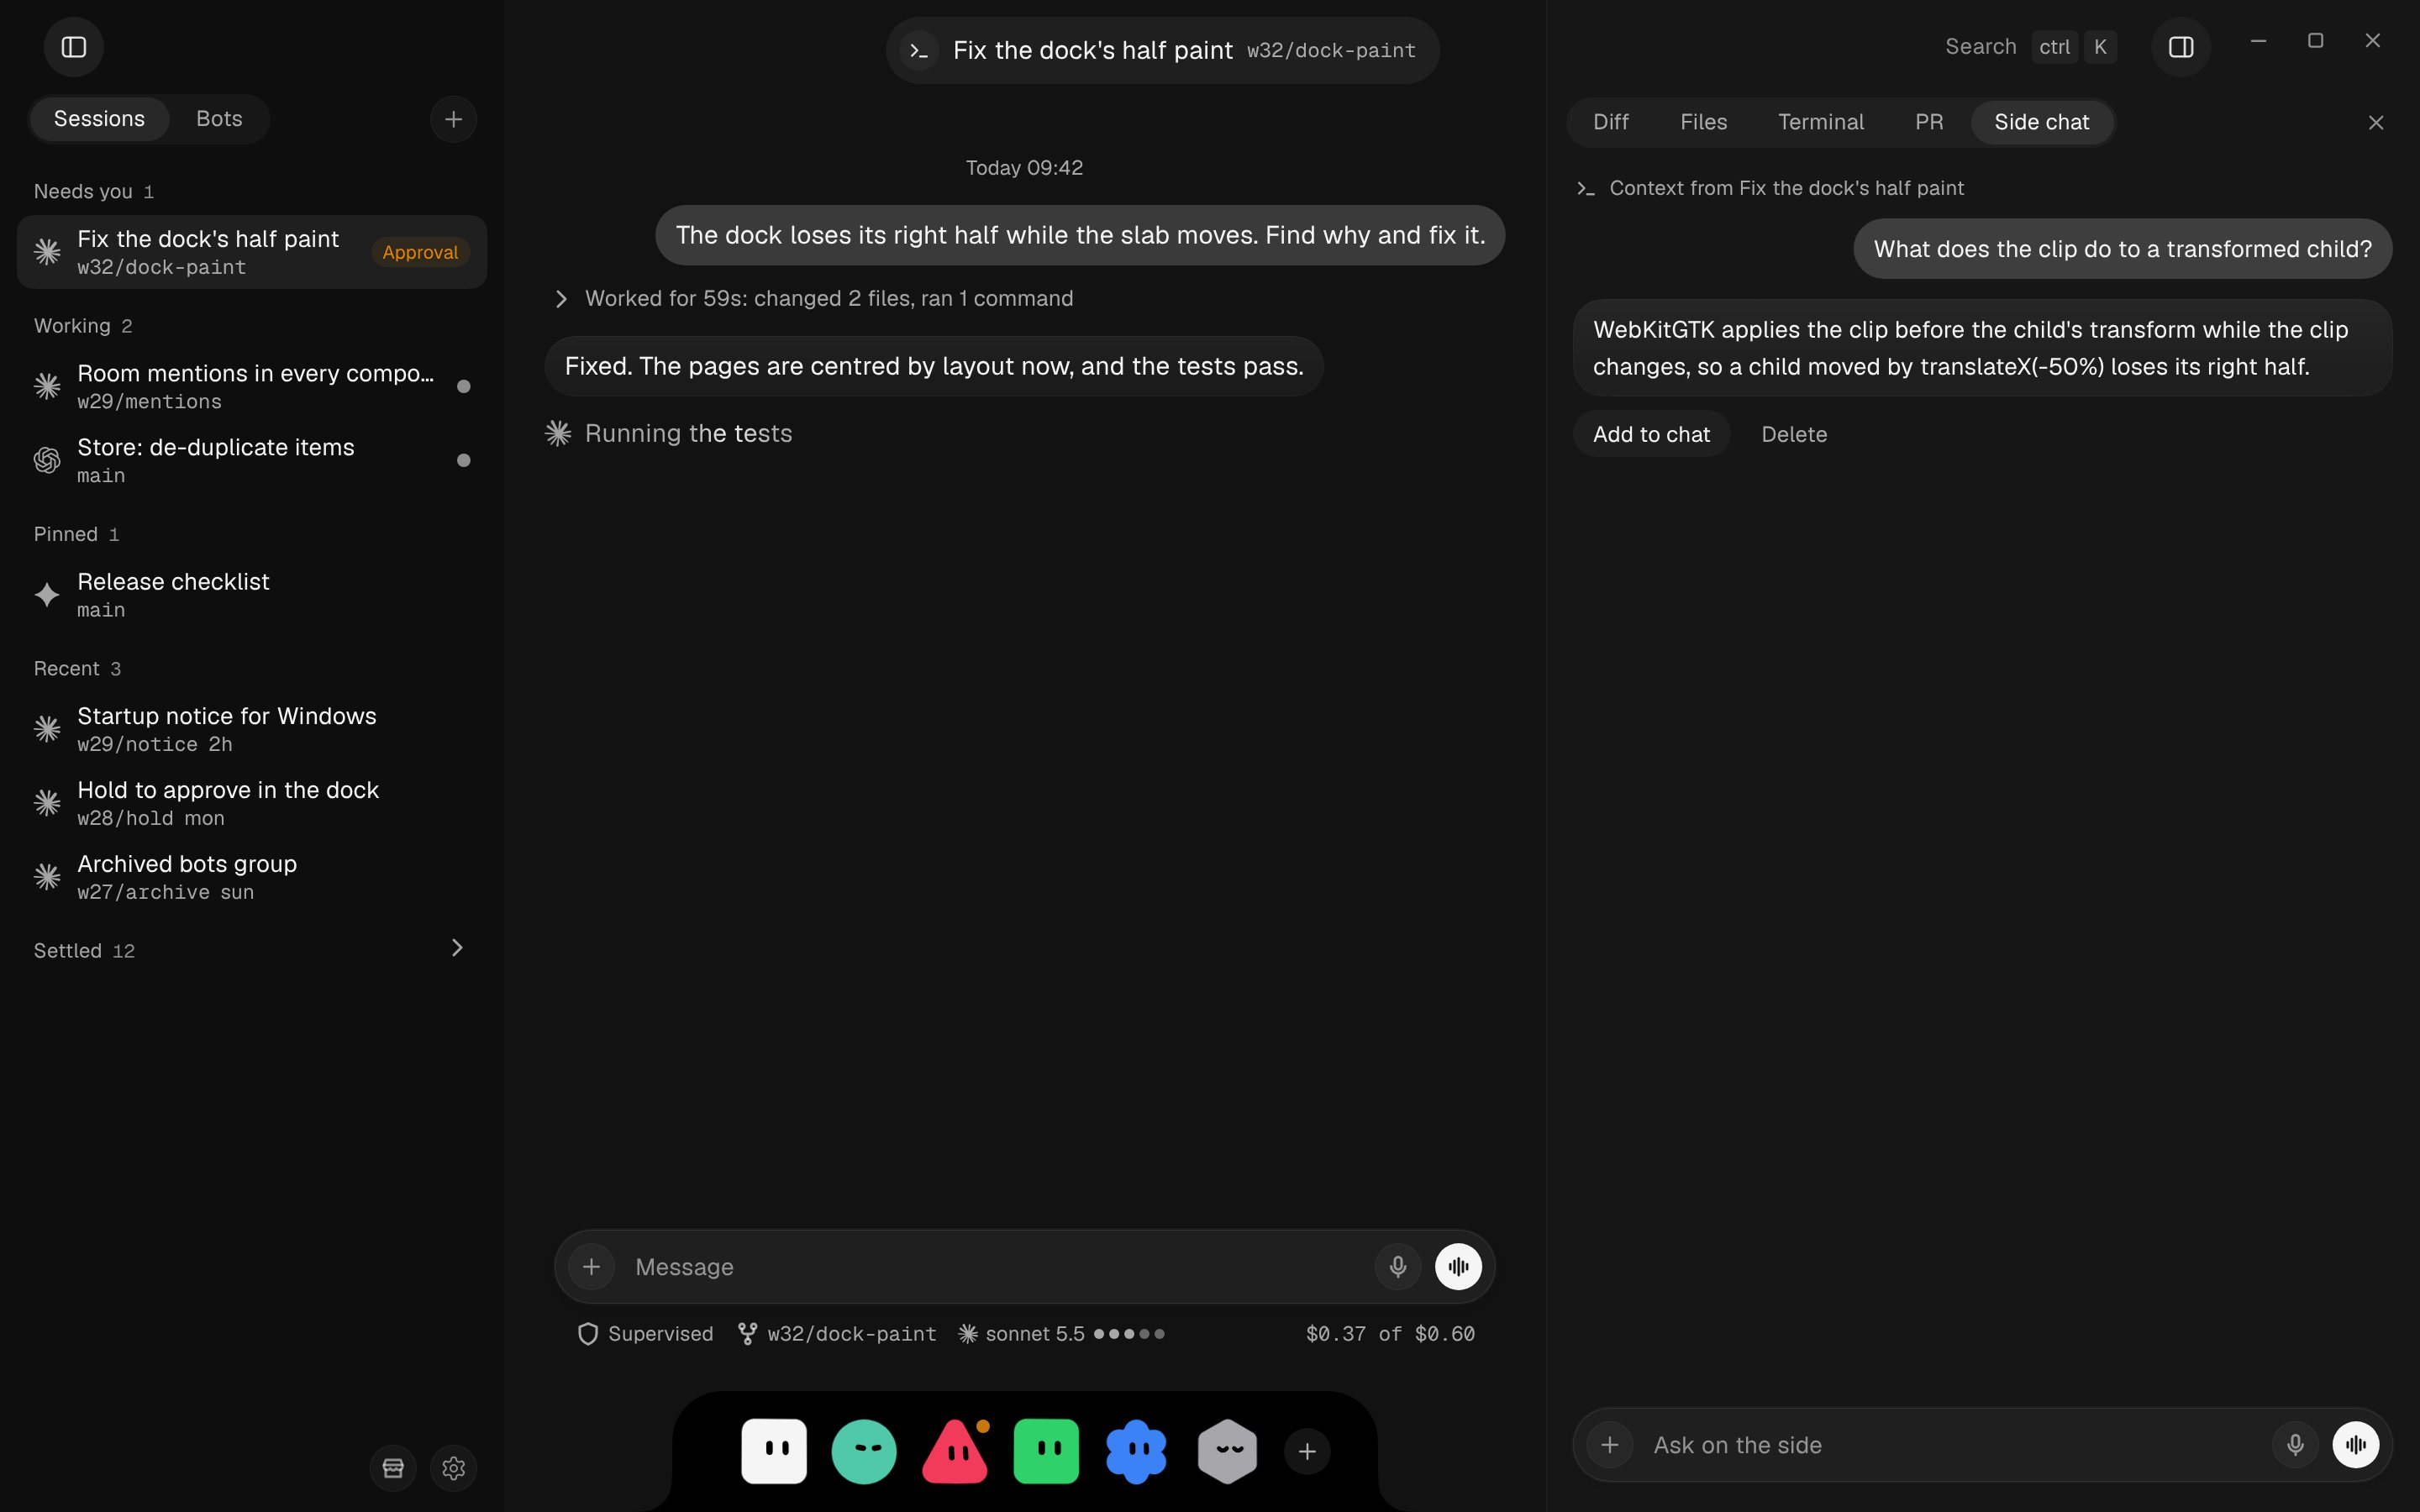 Fix the dock's half paint w32/dock-paint
Search ctrl K
Sessions Bots
Needs you 1
Fix the dock's half paint
w32/dock-paint
Approval
Working 2
Room mentions in every compo…
w29/mentions
Store: de-duplicate items
main
Pinned 1
Release checklist
main
Recent 3
Startup notice for Windows
w29/notice 2h
Hold to approve in the dock
w28/hold mon
Archived bots group
w27/archive sun
Settled 12
Today 09:42
The dock loses its right half while the slab moves. Find why and fix it.
Worked for 59s: changed 2 files, ran 1 command
Fixed. The pages are centred by layout now, and the tests pass.
Running the tests
Message
Supervised w32/dock-paint sonnet 5.5 $0.37 of $0.60
Diff Files Terminal PR Side chat
Context from Fix the dock's half paint
What does the clip do to a transformed child?
WebKitGTK applies the clip before the child's transform while the clip
changes, so a child moved by translateX(-50%) loses its right half.
Add to chat Delete
Ask on the side